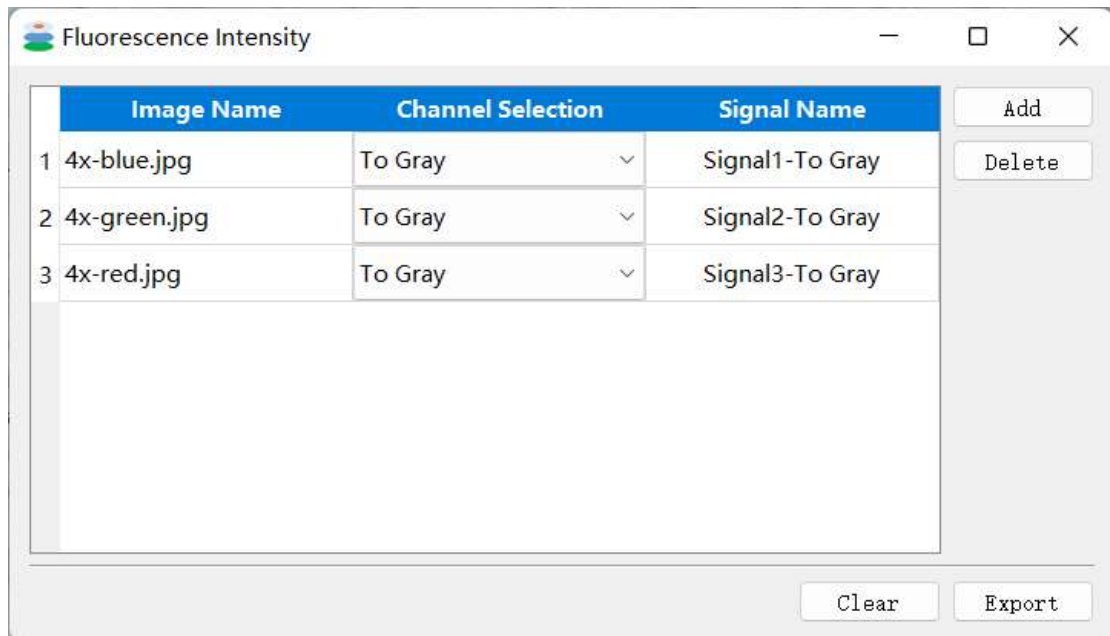 Fluorescence Intensity
Image Name Channel Selection Signal Name
1 4x-blue.jpg To Gray Signal1-To Gray
2 4x-green.jpg To Gray Signal2-To Gray
3 4x-red.jpg To Gray Signal3-To Gray
Add
Delete
Clear Export